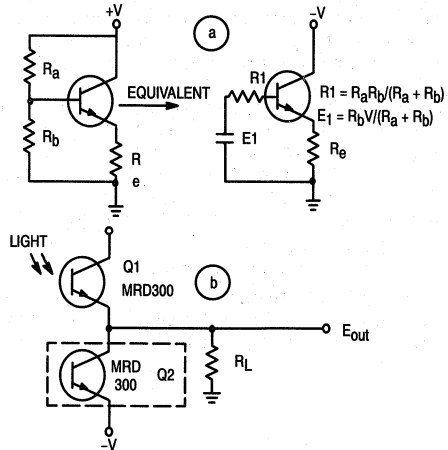 +V
a
–V
Ra
EQUIVALENT
R1
R1 = RaRb/(Ra + Rb)
E1 = RbV/(Ra + Rb)
Rb
E1
R
e
Re
LIGHT
Q1
MRD300
b
Eout
MRD
300
Q2
RL
–V